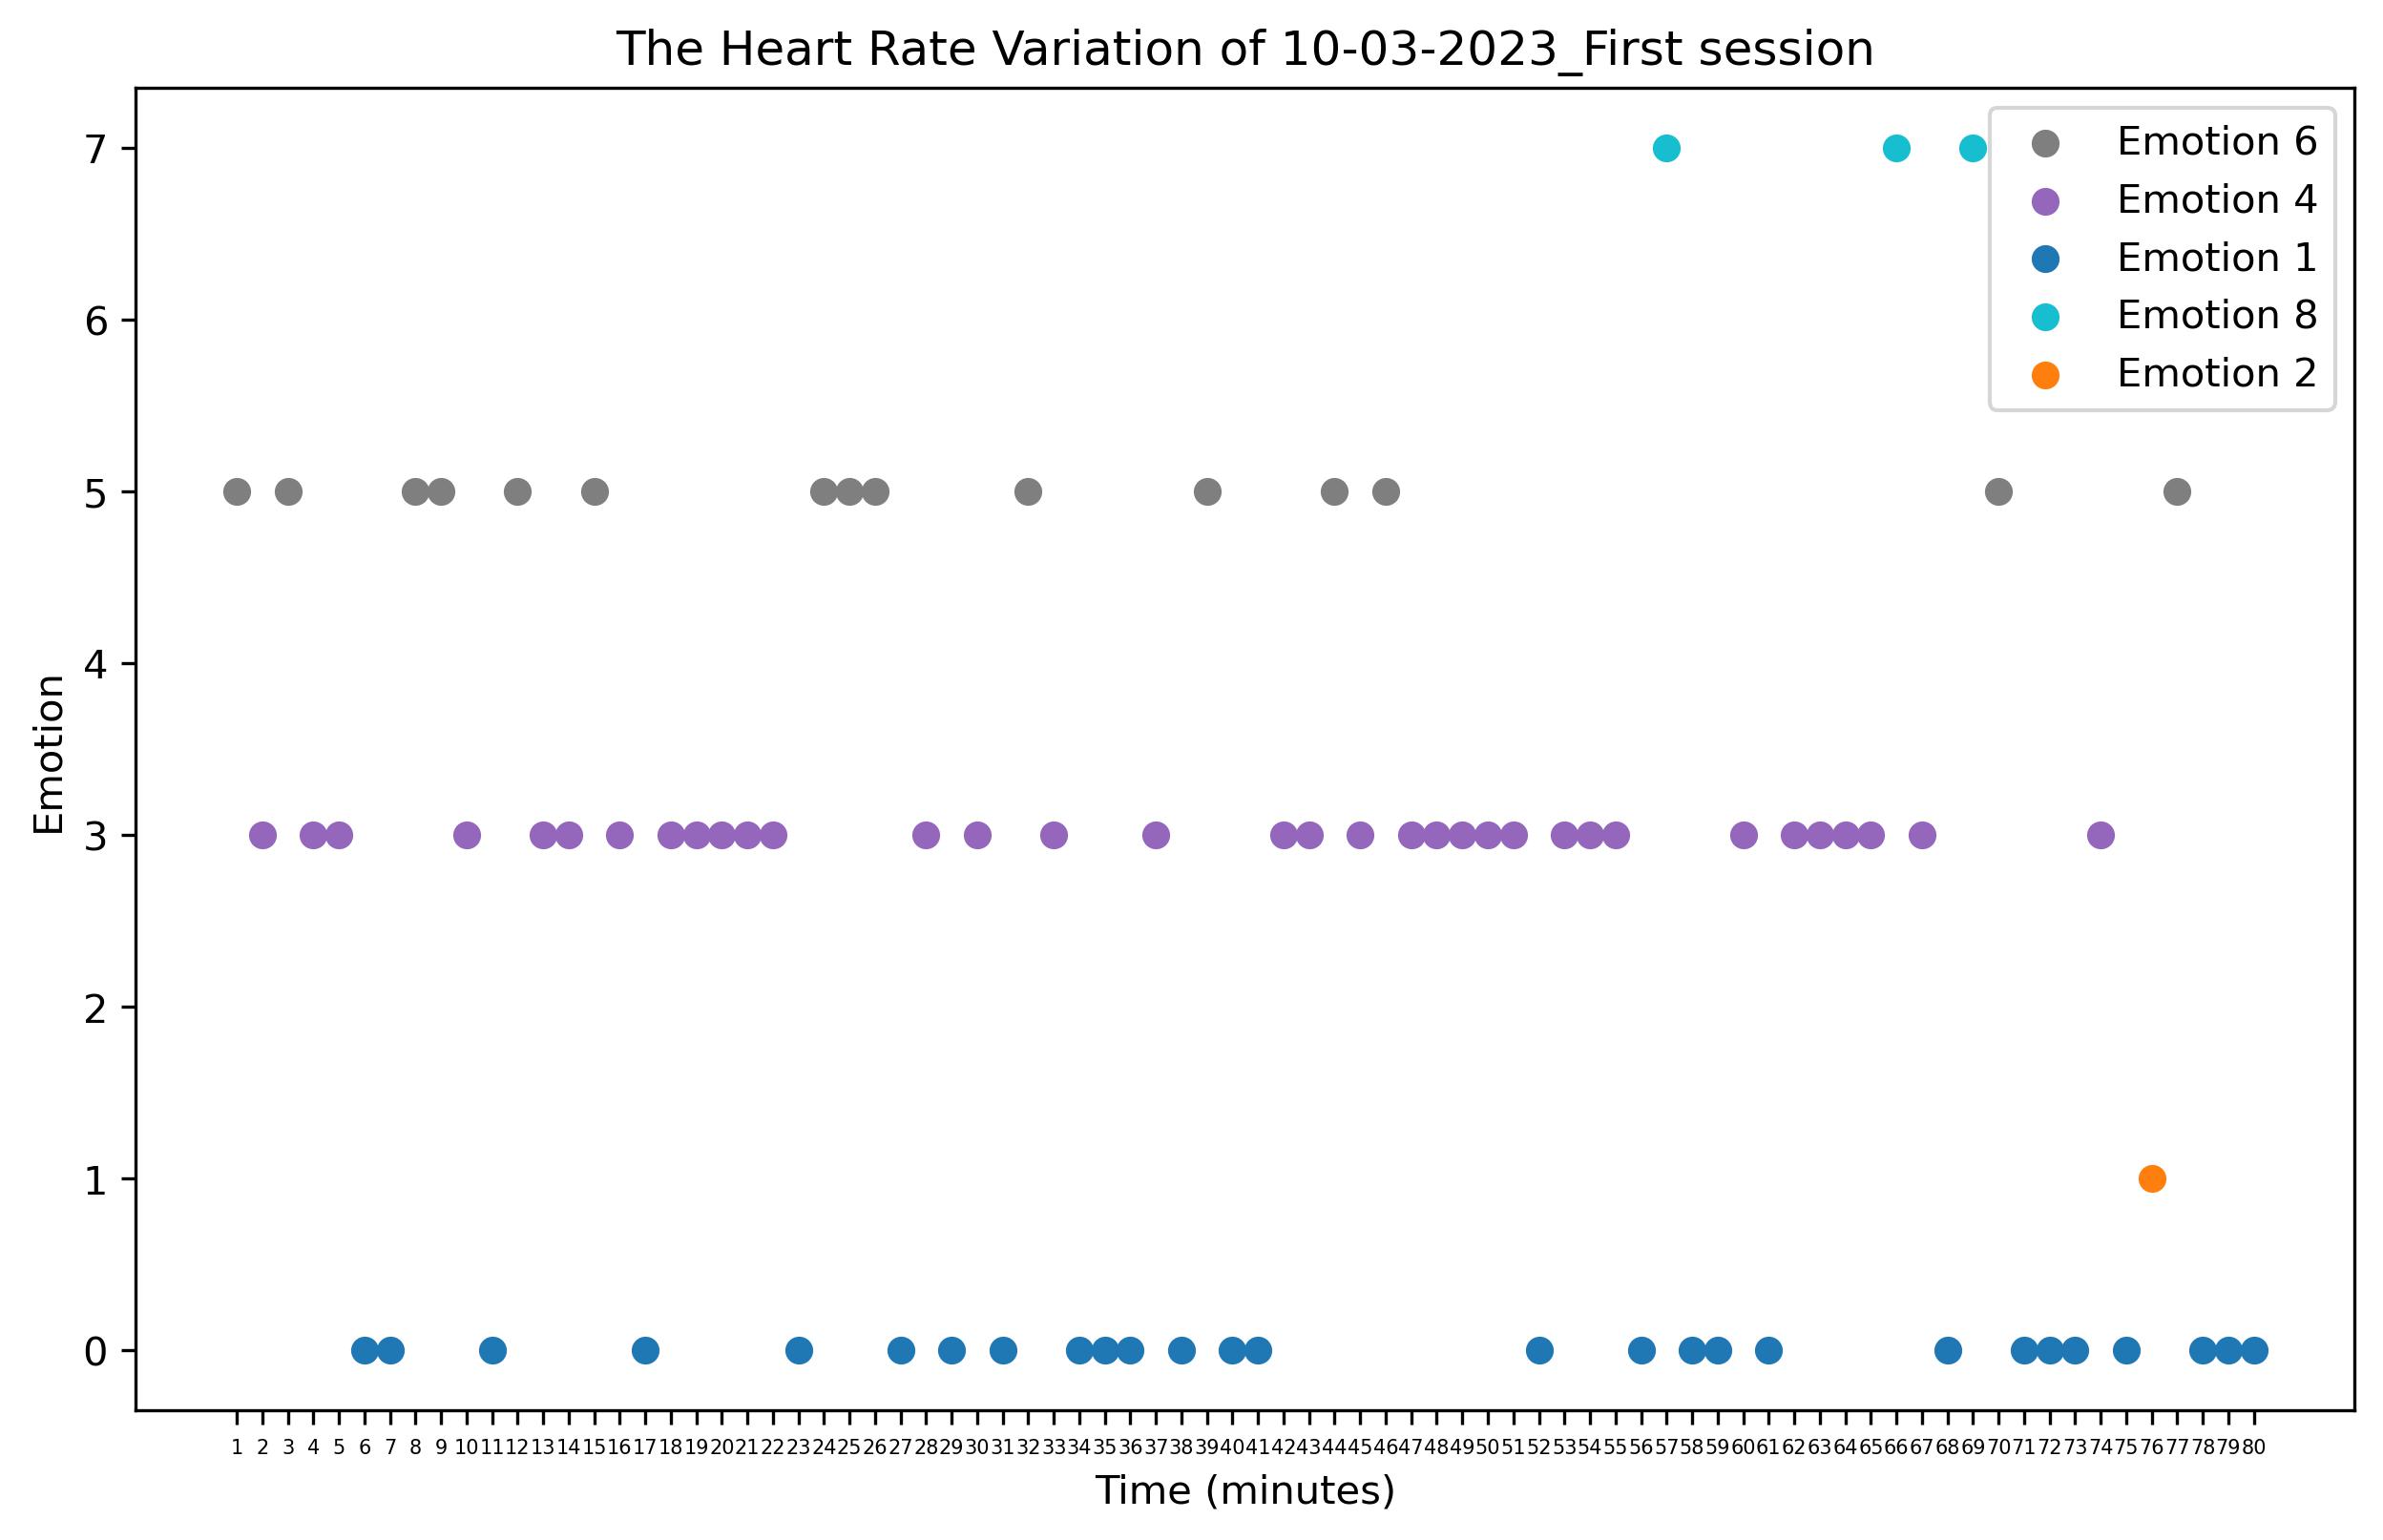 The Heart Rate Variation of 10-03-2023_First session
Emotion 6
Emotion 4
Emotion 1
Emotion 8
Emotion 2
7
6
5
4
3
2
1
0
Emotion
1 2 3 4 5 6 7 8 9 10 11 12 13 14 15 16 17 18 19 20 21 22 23 24 25 26 27 28 29 30 31 32 33 34 35 36 37 38 39 40 41 42 43 44 45 46 47 48 49 50 51 52 53 54 55 56 57 58 59 60 61 62 63 64 65 66 67 68 69 70 71 72 73 74 75 76 77 78 79 80
Time (minutes)